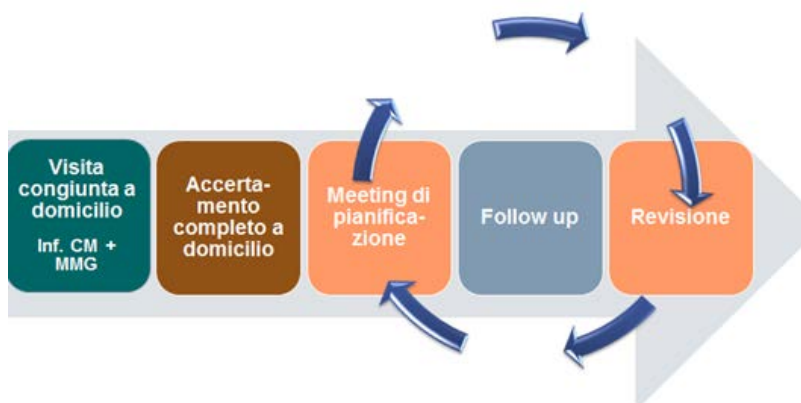 Visita
congiunta a
domicilio
Inf. CM +
MMG
Accerta-
mento
completo a
domicilio
Meeting di
pianifica-
zione
Follow up
Revisione